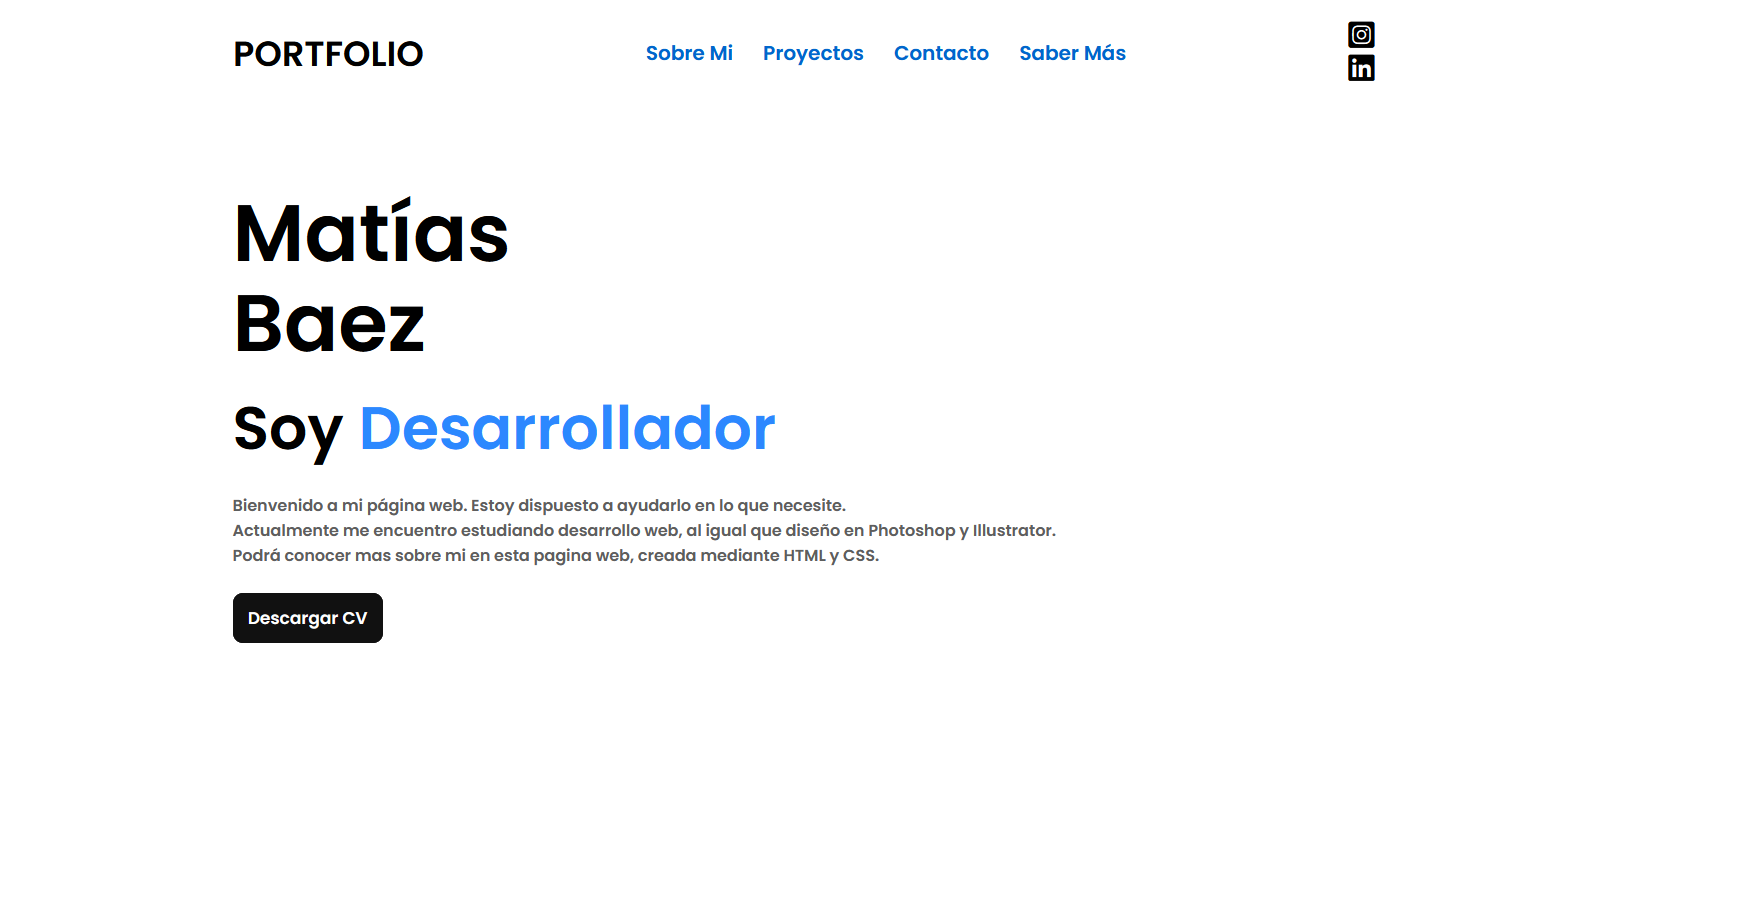 PORTFOLIO
Sobre Mi Proyectos Contacto Saber Más
in
Matías
Baez
Soy Desarrollador
Bienvenido a mi página web. Estoy dispuesto a ayudarlo en lo que necesite.
Actualmente me encuentro estudiando desarrollo web, al igual que diseño en Photoshop y Illustrator.
Podrá conocer mas sobre mi en esta pagina web, creada mediante HTML y CSS.
Descargar CV